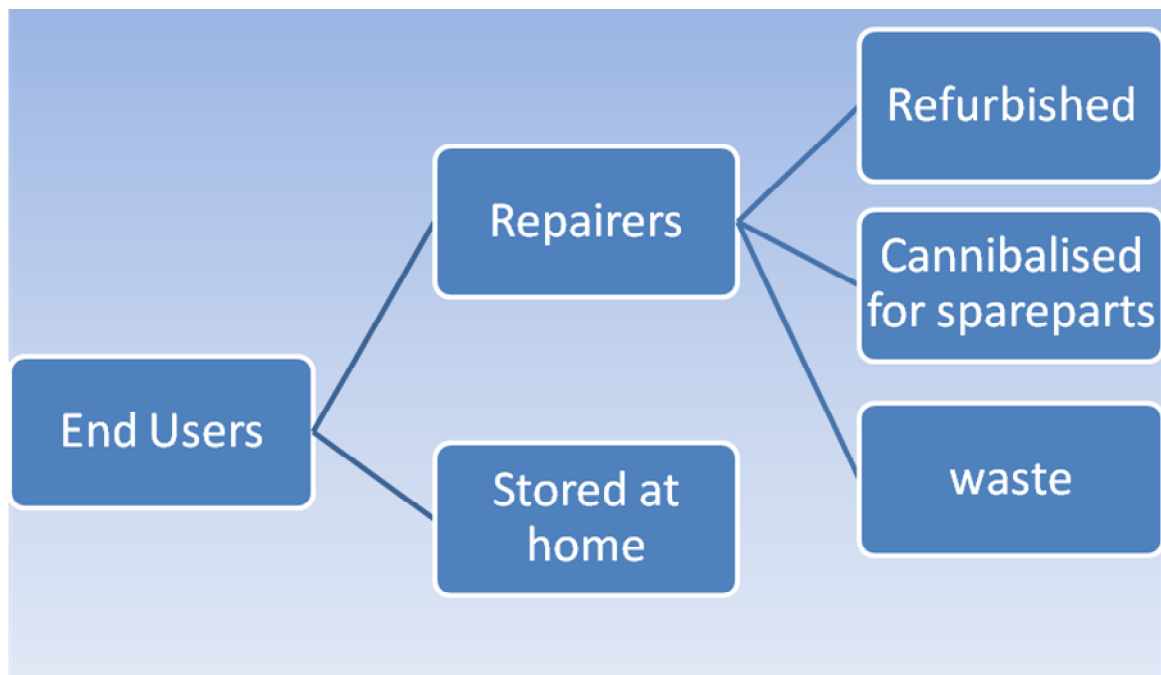 End Users
Repairers
Stored at
home
Refurbished
Cannibalised
for spareparts
waste